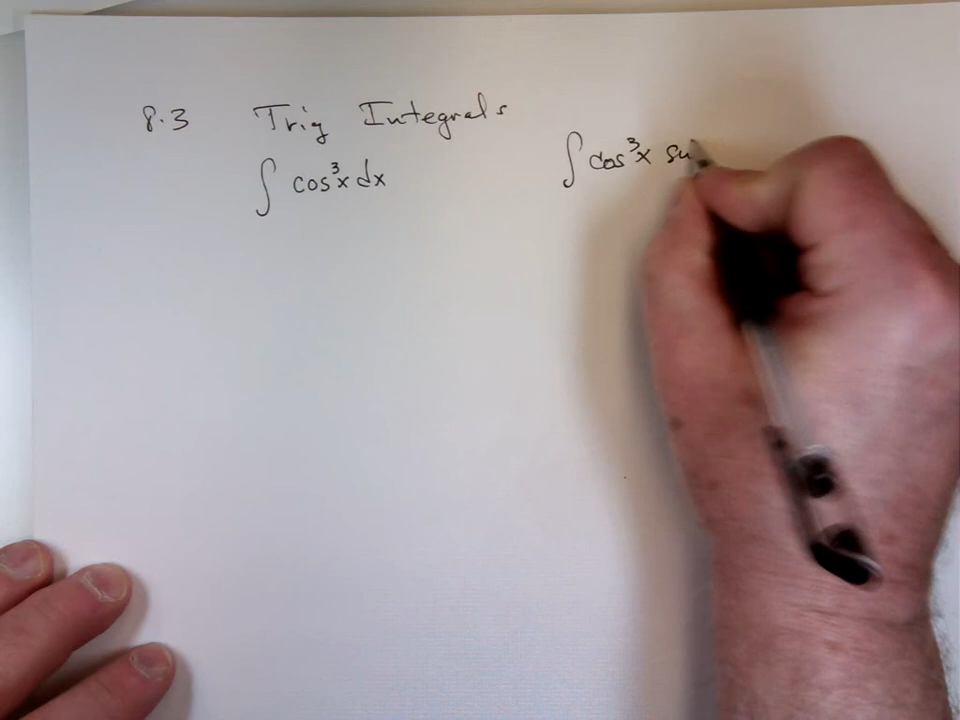 8.3 Trig Integrals
∫ cos³x dx
∫ cos³x